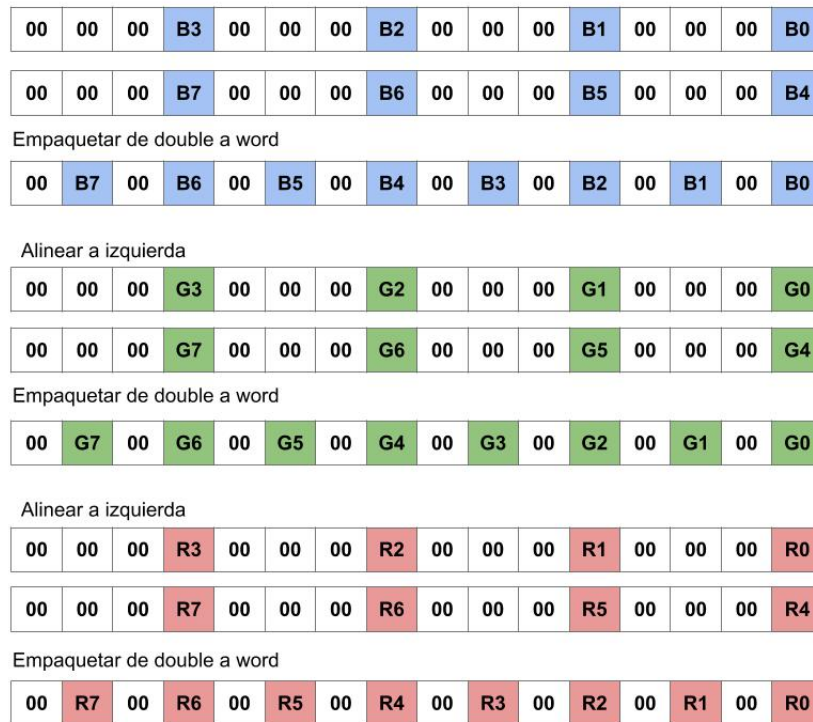 00 00 00 B3 00 00 00 B2 00 00 00 B1 00 00 00 B0
00 00 00 B7 00 00 00 B6 00 00 00 B5 00 00 00 B4
Empaquetar de double a word
00 B7 00 B6 00 B5 00 B4 00 B3 00 B2 00 B1 00 B0
Alinear a izquierda
00 00 00 G3 00 00 00 G2 00 00 00 G1 00 00 00 G0
00 00 00 G7 00 00 00 G6 00 00 00 G5 00 00 00 G4
Empaquetar de double a word
00 G7 00 G6 00 G5 00 G4 00 G3 00 G2 00 G1 00 G0
Alinear a izquierda
00 00 00 R3 00 00 00 R2 00 00 00 R1 00 00 00 R0
00 00 00 R7 00 00 00 R6 00 00 00 R5 00 00 00 R4
Empaquetar de double a word
00 R7 00 R6 00 R5 00 R4 00 R3 00 R2 00 R1 00 R0